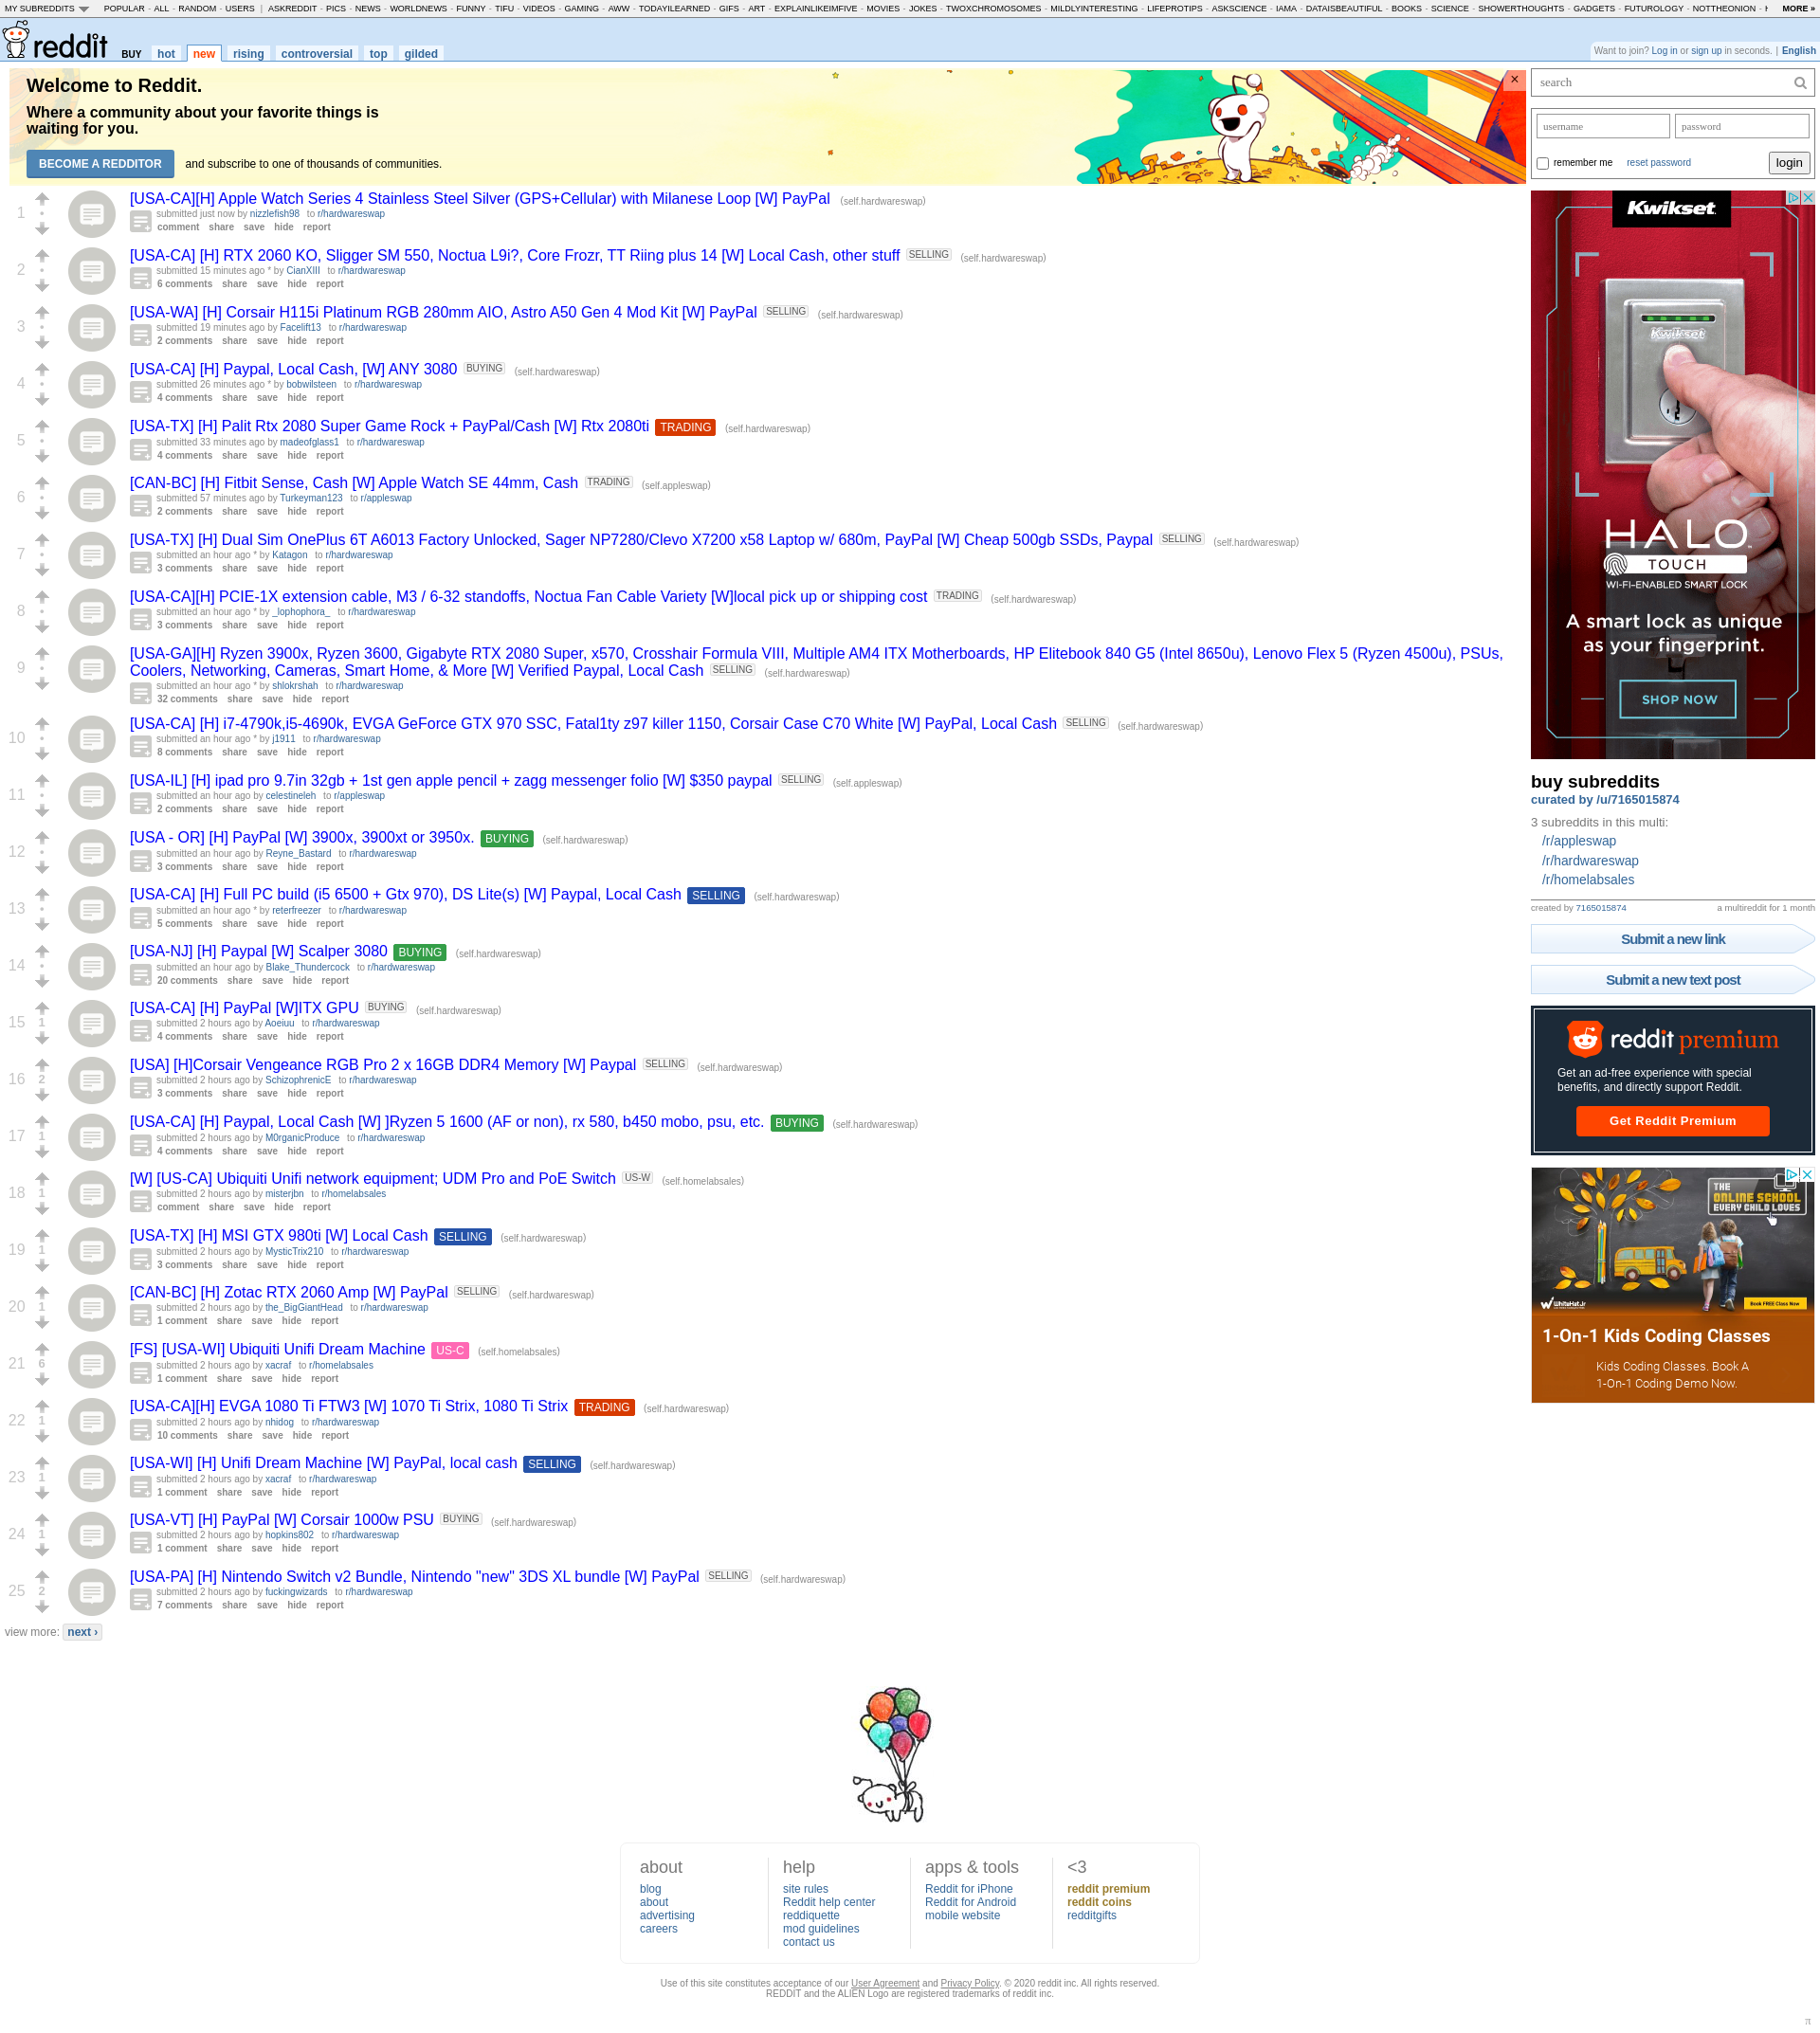 MY SUBREDDITS POPULAR - ALL - RANDOM - USERS | ASKREDDIT - PICS - NEWS - WORLDNEWS - FUNNY - TIFU - VIDEOS - GAMING - AWW - TODAYILEARNED - GIFS - ART - EXPLAINLIKEIMFIVE - MOVIES - JOKES - TWOXCHROMOSOMES - MILDLYINTERESTING - LIFEPROTIPS - ASKSCIENCE - IAMA - DATAISBEAUTIFUL - BOOKS - SCIENCE - SHOWERTHOUGHTS - GADGETS - FUTUROLOGY - NOTTHEONION - MORE »
reddit BUY hot new rising controversial top gilded
Want to join? Log in or sign up in seconds. | English
Welcome to Reddit.
Where a community about your favorite things is
waiting for you.
BECOME A REDDITOR and subscribe to one of thousands of communities.
×
1
[USA-CA][H] Apple Watch Series 4 Stainless Steel Silver (GPS+Cellular) with Milanese Loop [W] PayPal (self.hardwareswap)
submitted just now by nizzlefish98 to r/hardwareswap
comment share save hide report
2
[USA-CA] [H] RTX 2060 KO, Sligger SM 550, Noctua L9i?, Core Frozr, TT Riing plus 14 [W] Local Cash, other stuff SELLING (self.hardwareswap)
submitted 15 minutes ago * by CianXIII to r/hardwareswap
6 comments share save hide report
3
[USA-WA] [H] Corsair H115i Platinum RGB 280mm AIO, Astro A50 Gen 4 Mod Kit [W] PayPal SELLING (self.hardwareswap)
submitted 19 minutes ago by Facelift13 to r/hardwareswap
2 comments share save hide report
4
[USA-CA] [H] Paypal, Local Cash, [W] ANY 3080 BUYING (self.hardwareswap)
submitted 26 minutes ago * by bobwilsteen to r/hardwareswap
4 comments share save hide report
5
[USA-TX] [H] Palit Rtx 2080 Super Game Rock + PayPal/Cash [W] Rtx 2080ti TRADING (self.hardwareswap)
submitted 33 minutes ago by madeofglass1 to r/hardwareswap
4 comments share save hide report
6
[CAN-BC] [H] Fitbit Sense, Cash [W] Apple Watch SE 44mm, Cash TRADING (self.appleswap)
submitted 57 minutes ago by Turkeyman123 to r/appleswap
2 comments share save hide report
7
[USA-TX] [H] Dual Sim OnePlus 6T A6013 Factory Unlocked, Sager NP7280/Clevo X7200 x58 Laptop w/ 680m, PayPal [W] Cheap 500gb SSDs, Paypal SELLING (self.hardwareswap)
submitted an hour ago * by Katagon to r/hardwareswap
3 comments share save hide report
8
[USA-CA][H] PCIE-1X extension cable, M3 / 6-32 standoffs, Noctua Fan Cable Variety [W]local pick up or shipping cost TRADING (self.hardwareswap)
submitted an hour ago * by _lophophora_ to r/hardwareswap
3 comments share save hide report
9
[USA-GA][H] Ryzen 3900x, Ryzen 3600, Gigabyte RTX 2080 Super, x570, Crosshair Formula VIII, Multiple AM4 ITX Motherboards, HP Elitebook 840 G5 (Intel 8650u), Lenovo Flex 5 (Ryzen 4500u), PSUs,
Coolers, Networking, Cameras, Smart Home, & More [W] Verified Paypal, Local Cash SELLING (self.hardwareswap)
submitted an hour ago * by shlokrshah to r/hardwareswap
32 comments share save hide report
10
[USA-CA] [H] i7-4790k,i5-4690k, EVGA GeForce GTX 970 SSC, Fatal1ty z97 killer 1150, Corsair Case C70 White [W] PayPal, Local Cash SELLING (self.hardwareswap)
submitted an hour ago * by j1911 to r/hardwareswap
8 comments share save hide report
11
[USA-IL] [H] ipad pro 9.7in 32gb + 1st gen apple pencil + zagg messenger folio [W] $350 paypal SELLING (self.appleswap)
submitted an hour ago by celestineleh to r/appleswap
2 comments share save hide report
12
[USA - OR] [H] PayPal [W] 3900x, 3900xt or 3950x. BUYING (self.hardwareswap)
submitted an hour ago by Reyne_Bastard to r/hardwareswap
3 comments share save hide report
13
[USA-CA] [H] Full PC build (i5 6500 + Gtx 970), DS Lite(s) [W] Paypal, Local Cash SELLING (self.hardwareswap)
submitted an hour ago * by reterfreezer to r/hardwareswap
5 comments share save hide report
14
[USA-NJ] [H] Paypal [W] Scalper 3080 BUYING (self.hardwareswap)
submitted an hour ago by Blake_Thundercock to r/hardwareswap
20 comments share save hide report
15 1
[USA-CA] [H] PayPal [W]ITX GPU BUYING (self.hardwareswap)
submitted 2 hours ago by Aoeiuu to r/hardwareswap
4 comments share save hide report
16 2
[USA] [H]Corsair Vengeance RGB Pro 2 x 16GB DDR4 Memory [W] Paypal SELLING (self.hardwareswap)
submitted 2 hours ago by SchizophrenicE to r/hardwareswap
3 comments share save hide report
17 1
[USA-CA] [H] Paypal, Local Cash [W] ]Ryzen 5 1600 (AF or non), rx 580, b450 mobo, psu, etc. BUYING (self.hardwareswap)
submitted 2 hours ago by M0rganicProduce to r/hardwareswap
4 comments share save hide report
18 1
[W] [US-CA] Ubiquiti Unifi network equipment; UDM Pro and PoE Switch US-W (self.homelabsales)
submitted 2 hours ago by misterjbn to r/homelabsales
comment share save hide report
19 1
[USA-TX] [H] MSI GTX 980ti [W] Local Cash SELLING (self.hardwareswap)
submitted 2 hours ago by MysticTrix210 to r/hardwareswap
3 comments share save hide report
20 1
[CAN-BC] [H] Zotac RTX 2060 Amp [W] PayPal SELLING (self.hardwareswap)
submitted 2 hours ago by the_BigGiantHead to r/hardwareswap
1 comment share save hide report
21 6
[FS] [USA-WI] Ubiquiti Unifi Dream Machine US-C (self.homelabsales)
submitted 2 hours ago by xacraf to r/homelabsales
1 comment share save hide report
22 1
[USA-CA][H] EVGA 1080 Ti FTW3 [W] 1070 Ti Strix, 1080 Ti Strix TRADING (self.hardwareswap)
submitted 2 hours ago by nhidog to r/hardwareswap
10 comments share save hide report
23 1
[USA-WI] [H] Unifi Dream Machine [W] PayPal, local cash SELLING (self.hardwareswap)
submitted 2 hours ago by xacraf to r/hardwareswap
1 comment share save hide report
24 1
[USA-VT] [H] PayPal [W] Corsair 1000w PSU BUYING (self.hardwareswap)
submitted 2 hours ago by hopkins802 to r/hardwareswap
1 comment share save hide report
25 2
[USA-PA] [H] Nintendo Switch v2 Bundle, Nintendo "new" 3DS XL bundle [W] PayPal SELLING (self.hardwareswap)
submitted 2 hours ago by fuckingwizards to r/hardwareswap
7 comments share save hide report
view more: next ›
search
username password
remember me reset password login
Kwikset
Kwikset
HALO
TOUCH
WI-FI-ENABLED SMART LOCK
A smart lock as unique
as your fingerprint.
SHOP NOW
buy subreddits
curated by /u/7165015874
3 subreddits in this multi:
/r/appleswap
/r/hardwareswap
/r/homelabsales
created by 7165015874 a multireddit for 1 month
Submit a new link
Submit a new text post
reddit premium
Get an ad-free experience with special
benefits, and directly support Reddit.
Get Reddit Premium
THE
ONLINE SCHOOL
EVERY CHILD LOVES
WhiteHat Jr
Book FREE Class Now
1-On-1 Kids Coding Classes
Kids Coding Classes. Book A
1-On-1 Coding Demo Now.
about
blog
about
advertising
careers
help
site rules
Reddit help center
reddiquette
mod guidelines
contact us
apps & tools
Reddit for iPhone
Reddit for Android
mobile website
<3
reddit premium
reddit coins
redditgifts
Use of this site constitutes acceptance of our User Agreement and Privacy Policy. © 2020 reddit inc. All rights reserved.
REDDIT and the ALIEN Logo are registered trademarks of reddit inc.
π